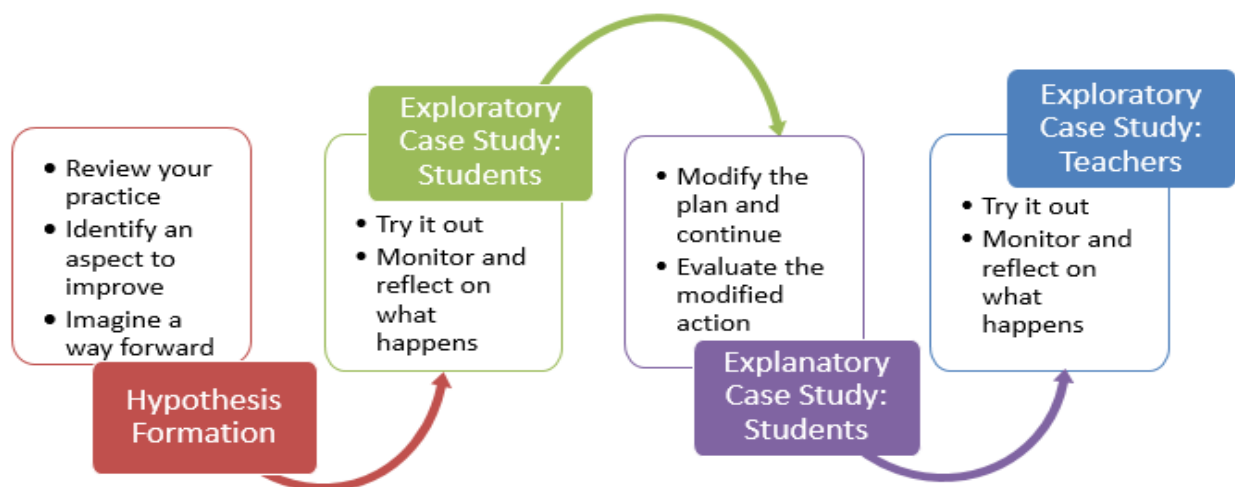 • Review your
practice
• Identify an
aspect to
improve
• Imagine a
way forward
Hypothesis
Formation
Exploratory
Case Study:
Students
• Try it out
• Monitor and
reflect on
what
happens
• Modify the
plan and
continue
• Evaluate the
modified
action
Explanatory
Case Study:
Students
Exploratory
Case Study:
Teachers
• Try it out
• Monitor and
reflect on
what
happens